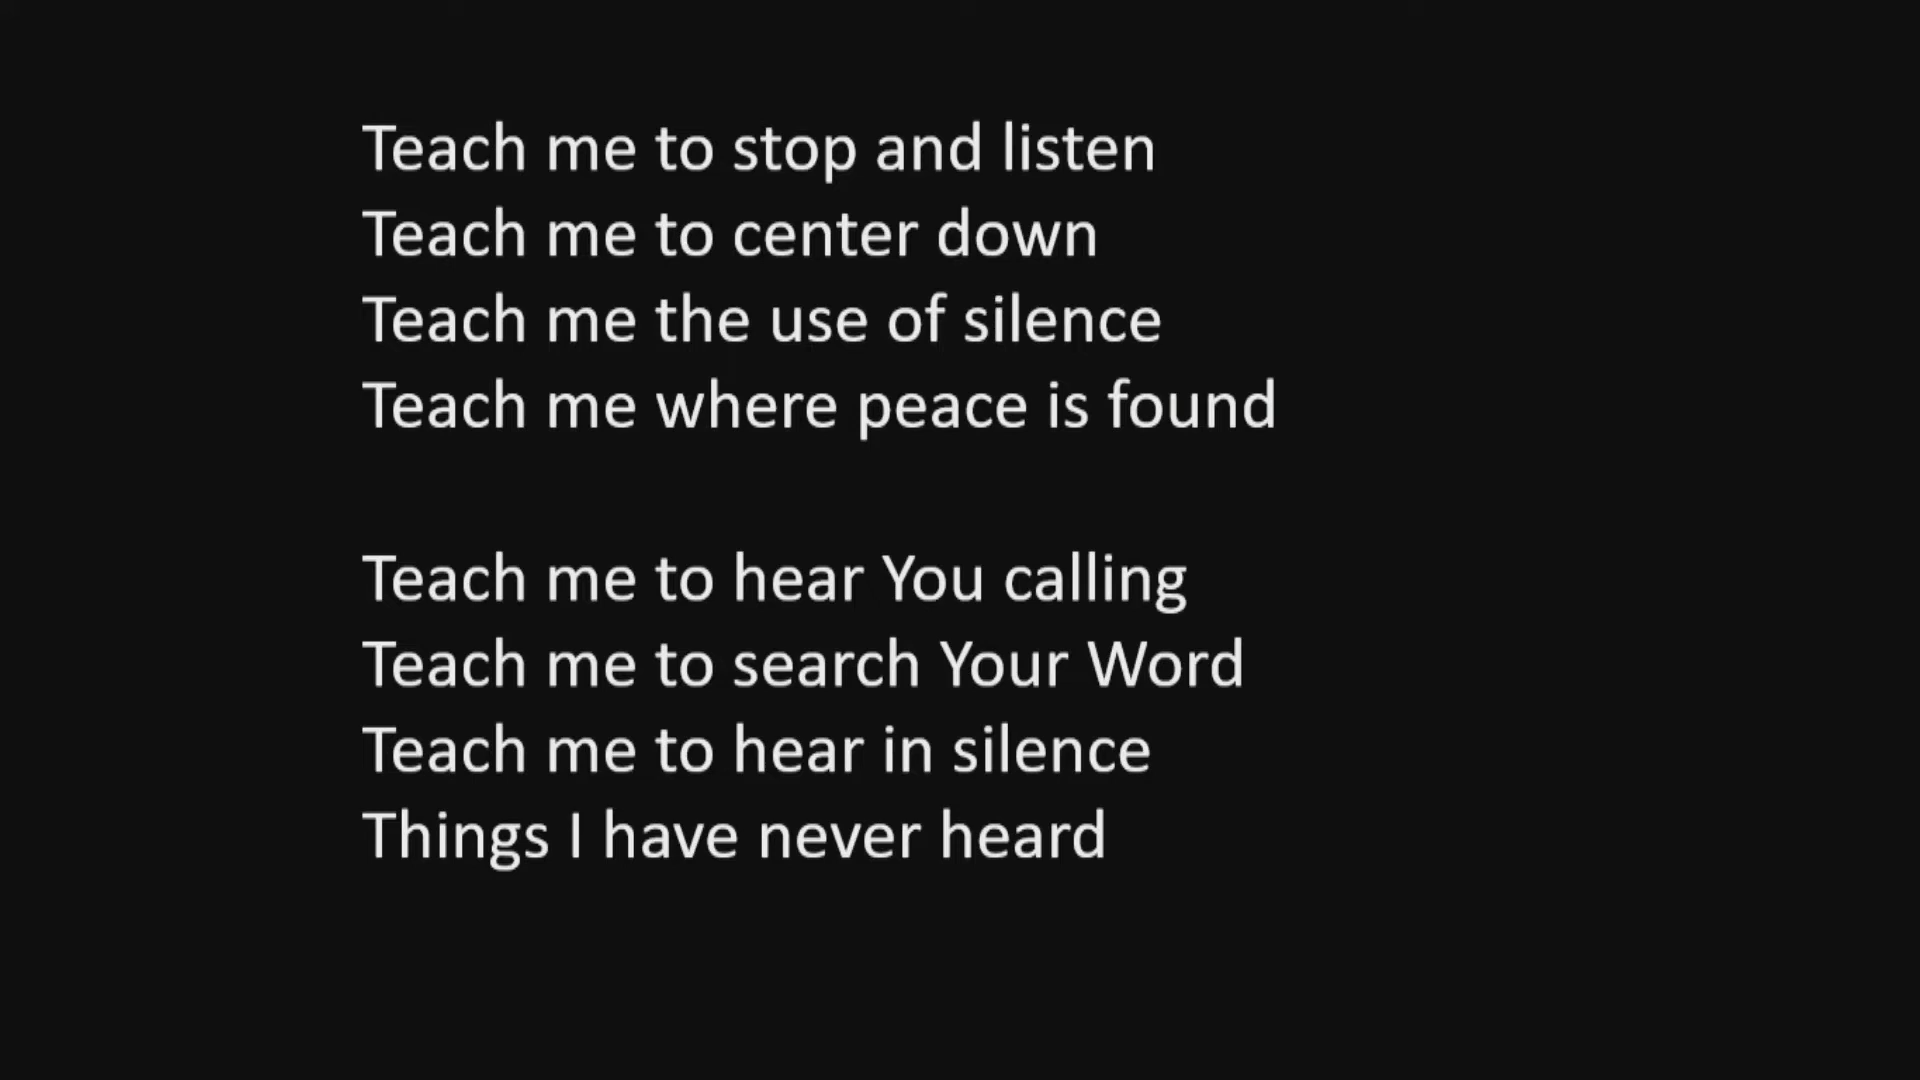 Teach me to stop and listen
Teach me to center down
Teach me the use of silence
Teach me where peace is found
Teach me to hear You calling
Teach me to search Your Word
Teach me to hear in silence
Things I have never heard